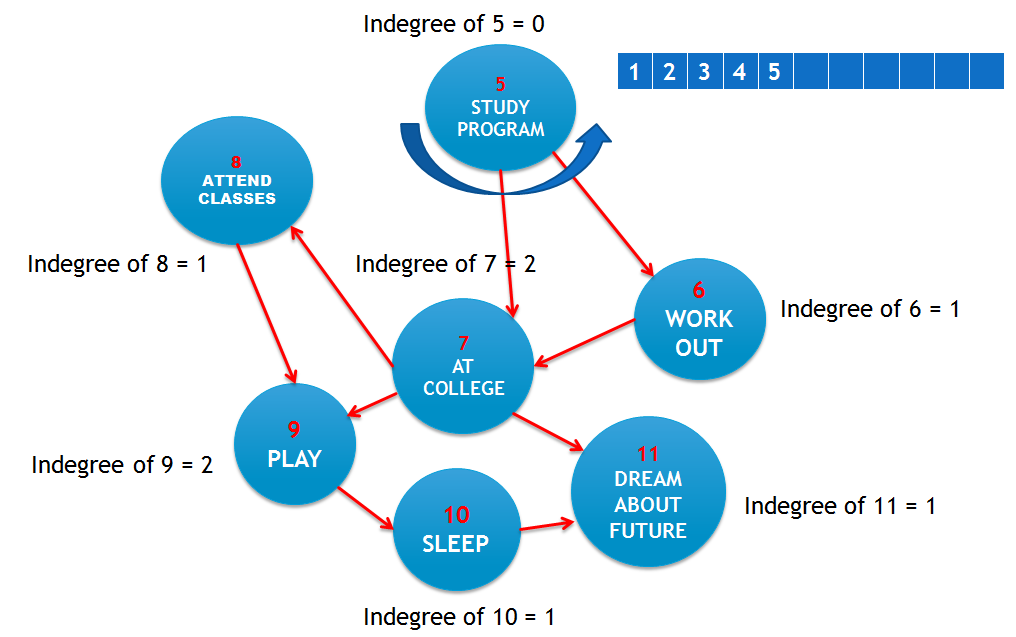 Indegree of 5 = 0
1 2 3 4 5
5
STUDY
PROGRAM
8
ATTEND
CLASSES
Indegree of 8 = 1
Indegree of 7 = 2
6
WORK
OUT
Indegree of 6 = 1
7
AT
COLLEGE
9
PLAY
Indegree of 9 = 2
11
DREAM
ABOUT
FUTURE
Indegree of 11 = 1
10
SLEEP
Indegree of 10 = 1